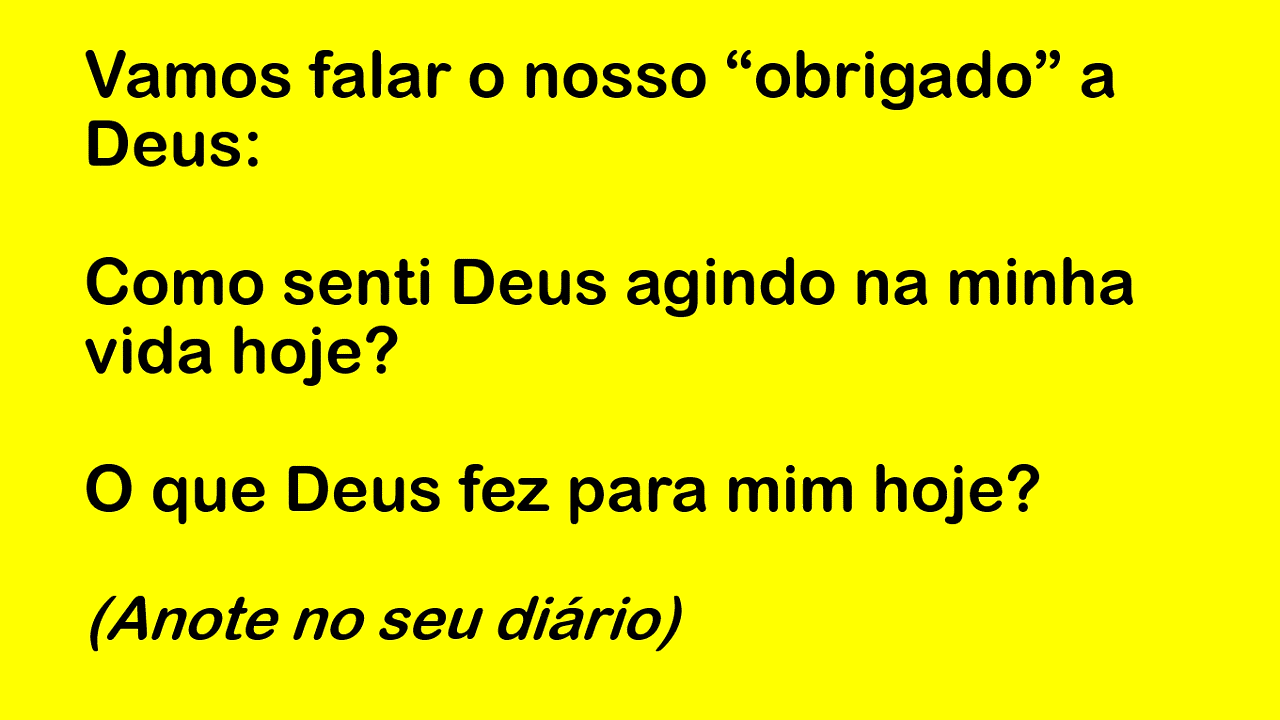 Vamos falar o nosso “obrigado” a
Deus:
Como senti Deus agindo na minha
vida hoje?
O que Deus fez para mim hoje?
(Anote no seu diário)